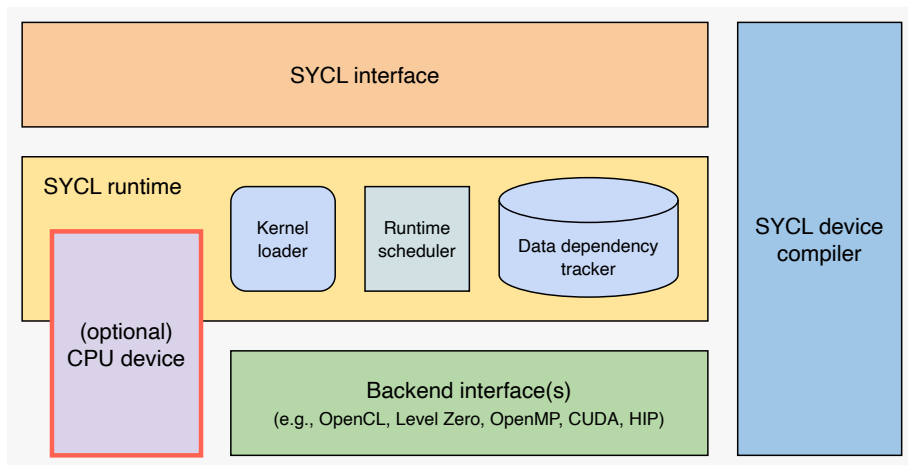 SYCL interface
SYCL runtime
Kernel
loader
Runtime
scheduler
Data dependency
tracker
(optional)
CPU device
Backend interface(s)
(e.g., OpenCL, Level Zero, OpenMP, CUDA, HIP)
SYCL device
compiler